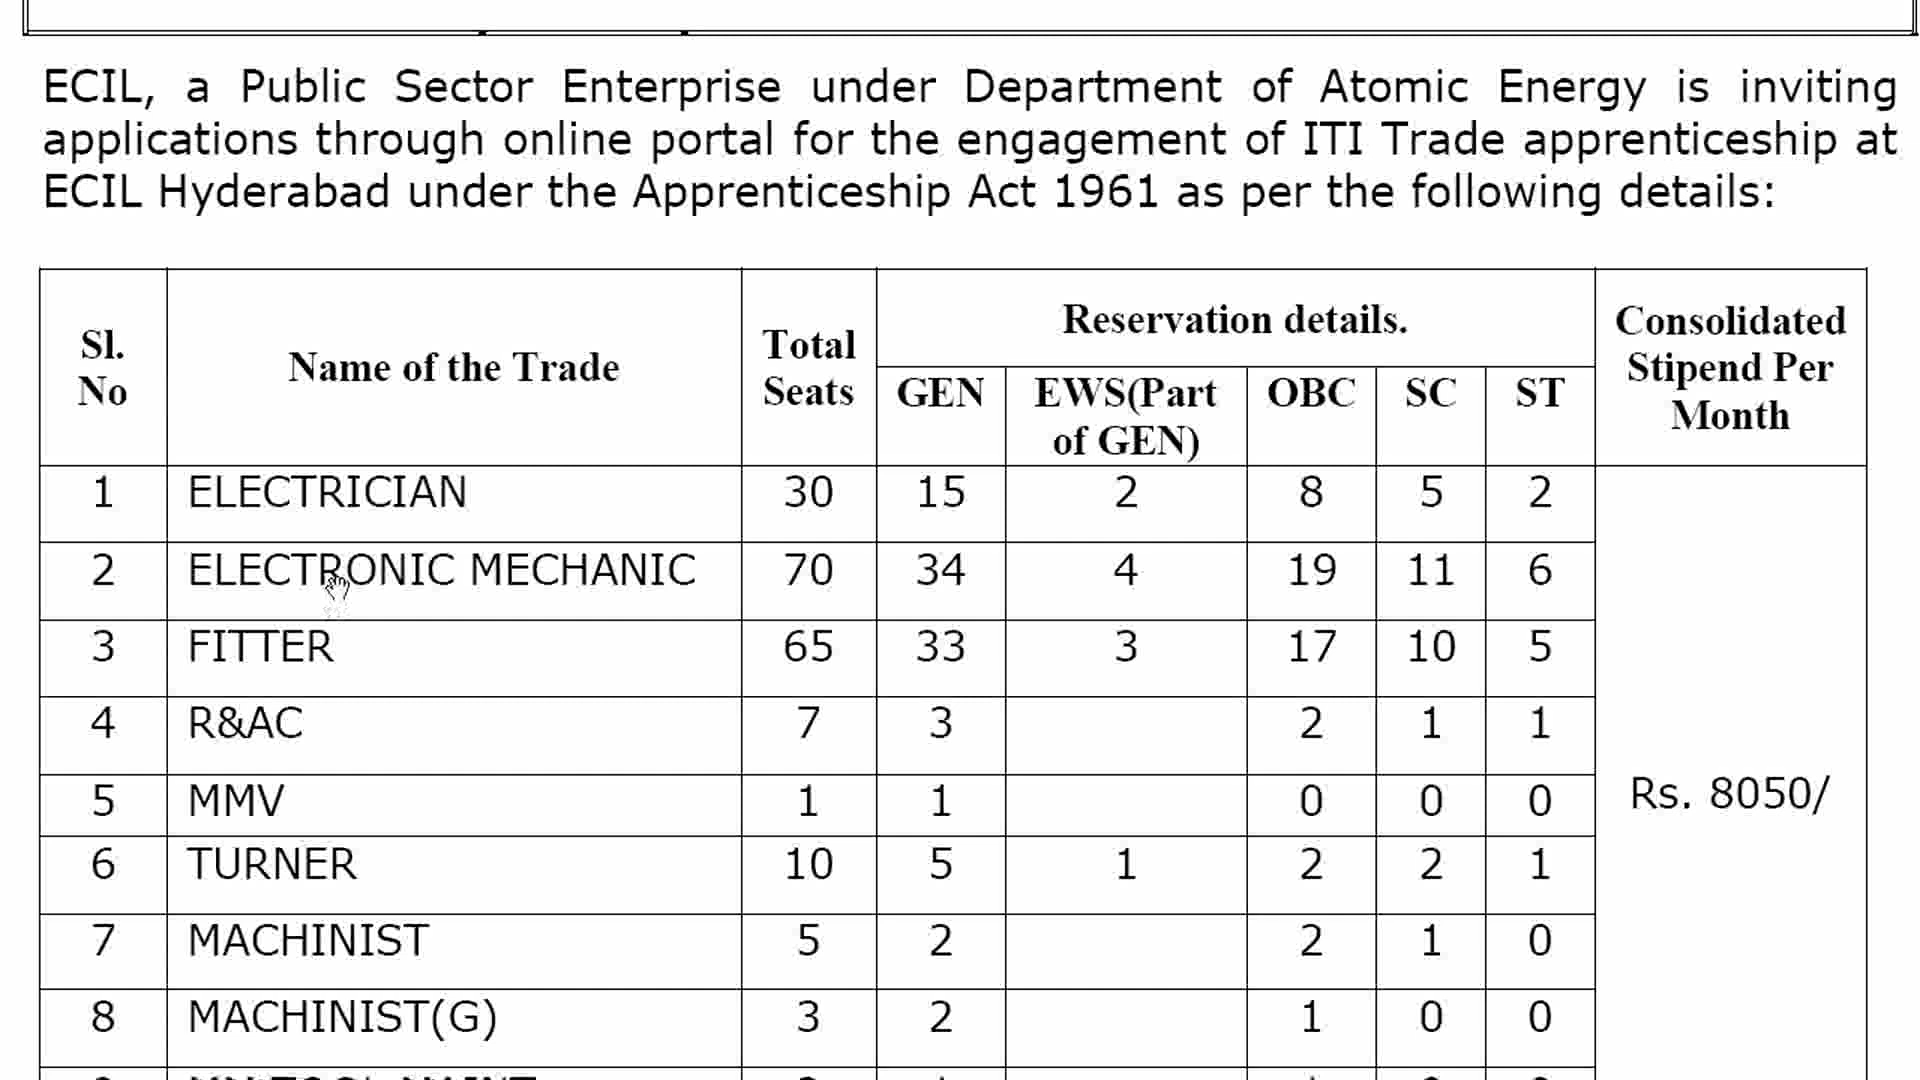 ECIL, a Public Sector Enterprise under Department of Atomic Energy is inviting
applications through online portal for the engagement of ITI Trade apprenticeship at
ECIL Hyderabad under the Apprenticeship Act 1961 as per the following details:
Sl. No Name of the Trade Total Seats Reservation details. Consolidated Stipend Per Month
GEN EWS(Part of GEN) OBC SC ST
1 ELECTRICIAN 30 15 2 8 5 2
2 ELECTRONIC MECHANIC 70 34 4 19 11 6
3 FITTER 65 33 3 17 10 5
4 R&AC 7 3 2 1 1
5 MMV 1 1 0 0 0
Rs. 8050/
6 TURNER 10 5 1 2 2 1
7 MACHINIST 5 2 2 1 0
8 MACHINIST(G) 3 2 1 0 0